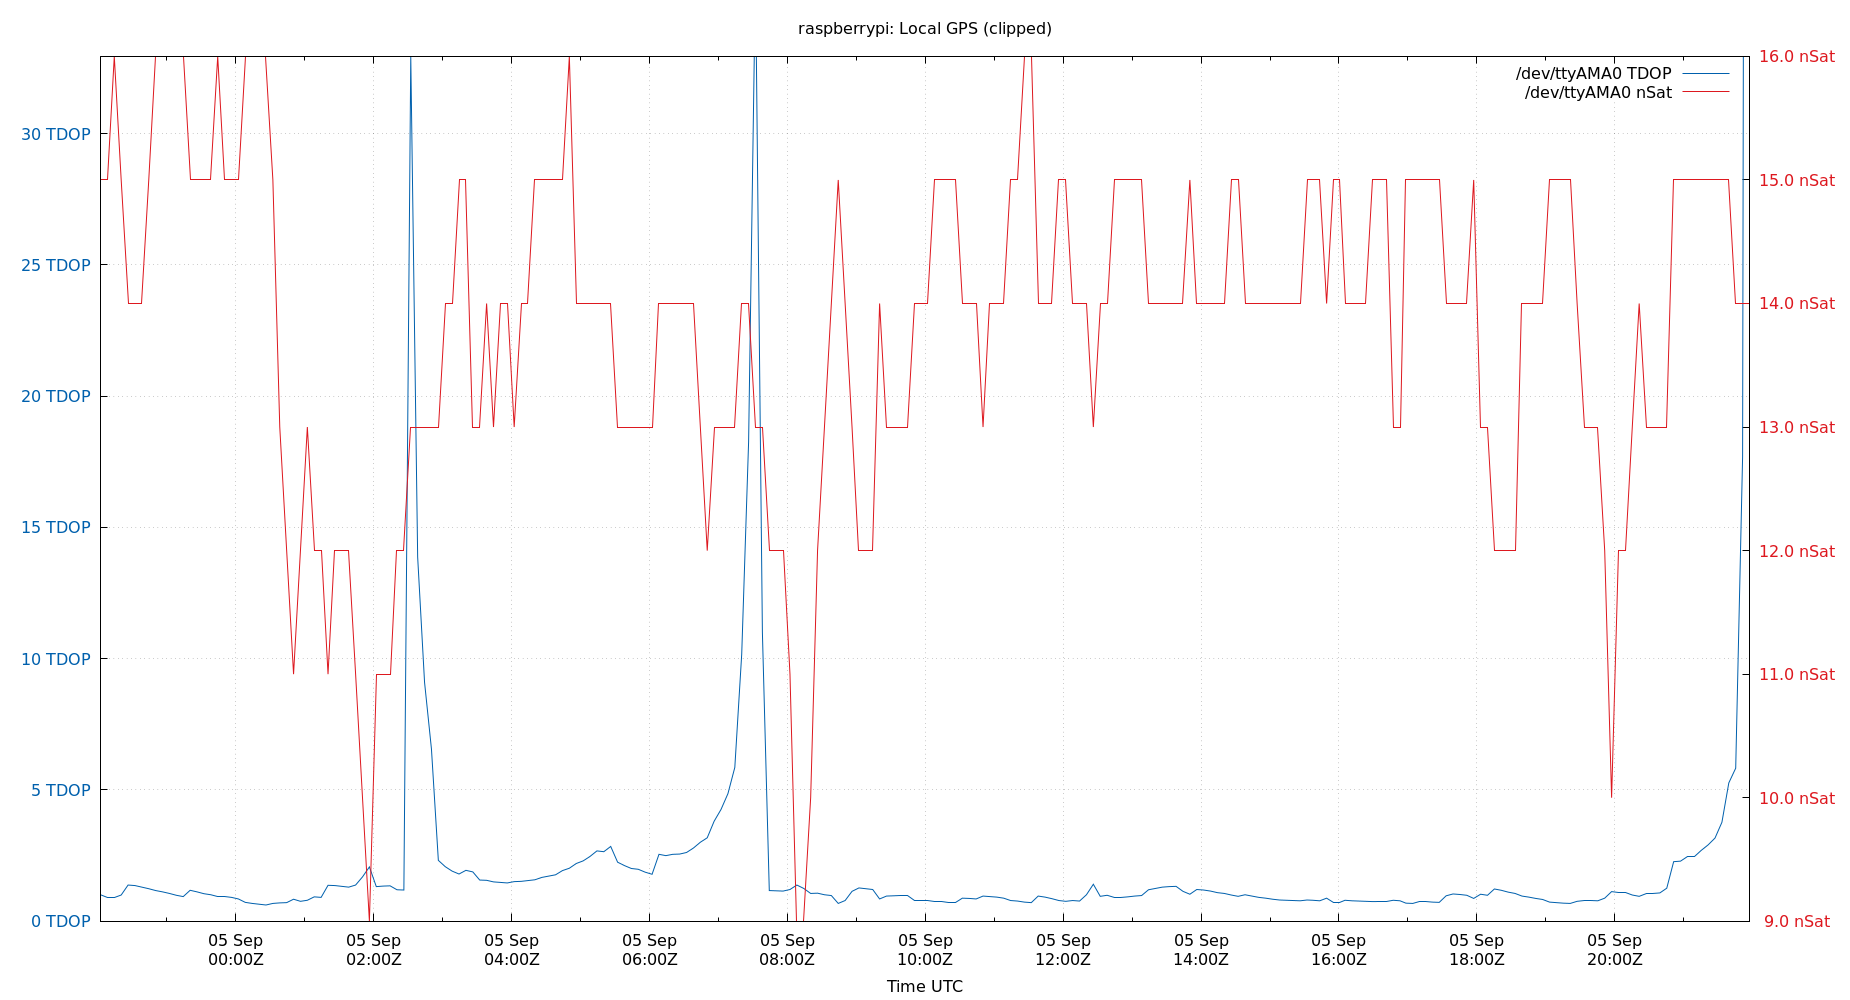 raspberrypi: Local GPS (clipped)
/dev/ttyAMA0 TDOP
/dev/ttyAMA0 nSat
30 TDOP
25 TDOP
20 TDOP
15 TDOP
10 TDOP
5 TDOP
0 TDOP
16.0 nSat
15.0 nSat
14.0 nSat
13.0 nSat
12.0 nSat
11.0 nSat
10.0 nSat
9.0 nSat
05 Sep 05 Sep 05 Sep 05 Sep 05 Sep 05 Sep 05 Sep 05 Sep 05 Sep 05 Sep 05 Sep
00:00Z 02:00Z 04:00Z 06:00Z 08:00Z 10:00Z 12:00Z 14:00Z 16:00Z 18:00Z 20:00Z
Time UTC